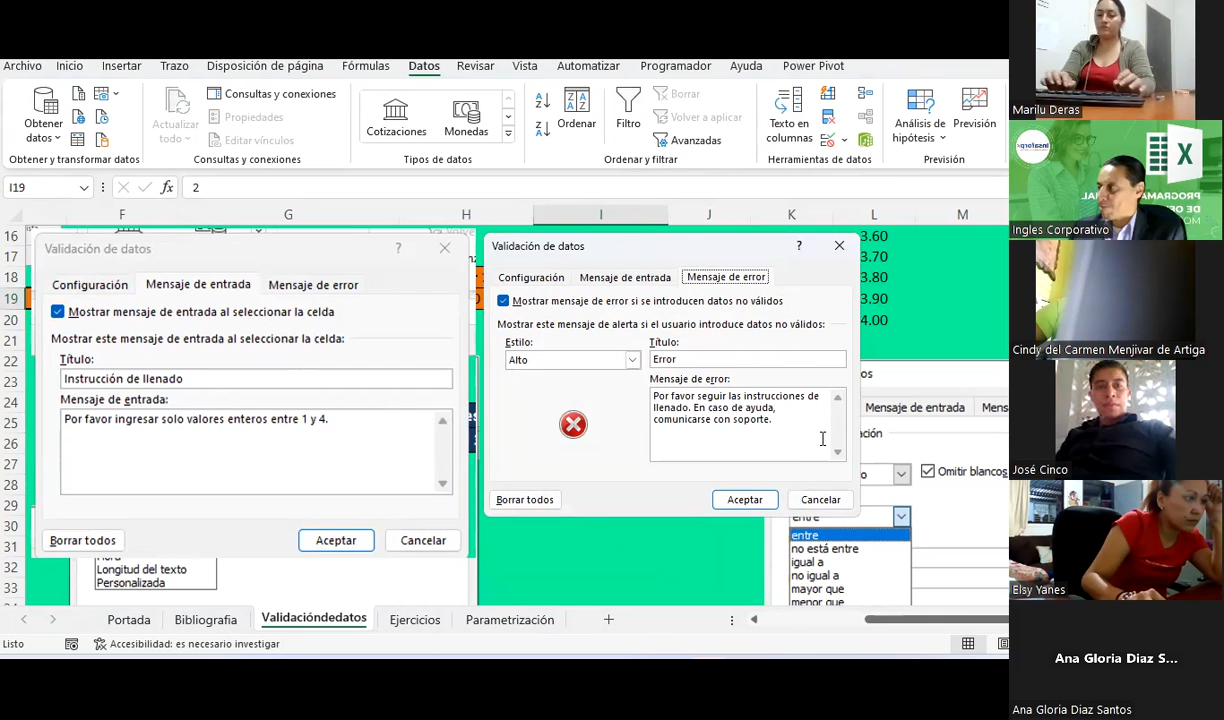 Archivo Inicio Insertar Trazo Disposición de página Fórmulas Datos Revisar Vista Automatizar Programador Ayuda Power Pivot
Obtener datos
Actualizar todo
Consultas y conexiones
Propiedades
Editar vínculos
Cotizaciones
Monedas
Ordenar
Filtro
Borrar
Volver a aplicar
Avanzadas
Texto en columnas
Análisis de hipótesis
Previsión
Obtener y transformar datos
Consultas y conexiones
Tipos de datos
Ordenar y filtrar
Herramientas de datos
Previsión
I19 fx 2
F G H I J K L M
16 3.60
17 3.70
18 3.80
19 3.90
20 4.00
21
22
23
24
25
26
27
28
29
30
31
32
33
Validación de datos ?
Configuración Mensaje de entrada Mensaje de error
Mostrar mensaje de entrada al seleccionar la celda
Mostrar este mensaje de entrada al seleccionar la celda:
Título:
Instrucción de llenado
Mensaje de entrada:
Por favor ingresar solo valores enteros entre 1 y 4.
Borrar todos Aceptar Cancelar
Longitud del texto
Personalizada
Validación de datos ?
Configuración Mensaje de entrada Mensaje de error
Mostrar mensaje de error si se introducen datos no válidos
Mostrar este mensaje de alerta si el usuario introduce datos no válidos:
Estilo:
Alto
Título:
Error
Mensaje de error:
Por favor seguir las instrucciones de
llenado. En caso de ayuda,
comunicarse con soporte.
Borrar todos Aceptar Cancelar
Mensaje de entrada
Omitir blancos
entre
entre
no está entre
igual a
no igual a
mayor que
menor que
Portada Bibliografia Validacióndedatos Ejercicios Parametrización
Listo Accesibilidad: es necesario investigar
Marilu Deras
Insaforp
PROGRAMA
DE
X
Ingles Corporativo
Cindy del Carmen Menjivar de Artiga
José Cinco
Elsy Yanes
Ana Gloria Diaz S...
Ana Gloria Diaz Santos